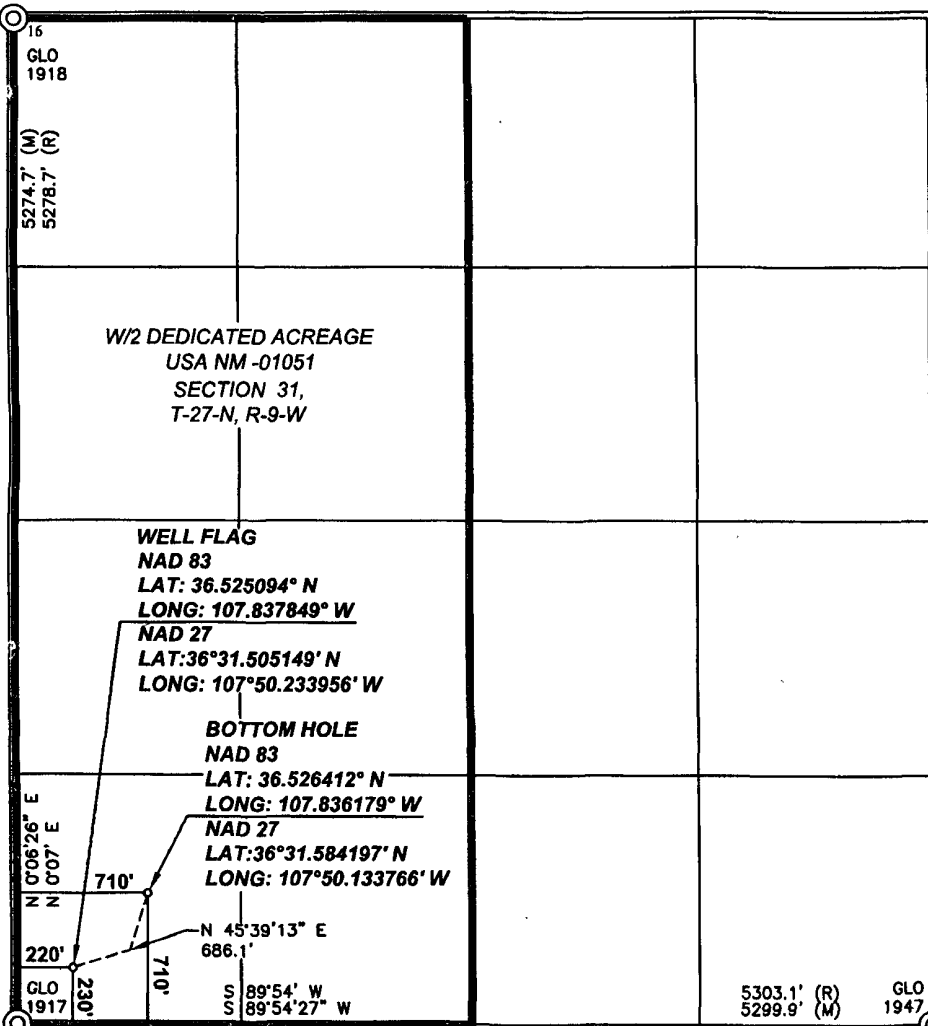 16
GLO
1918
5274.7' (M)
5278.7' (R)
W/2 DEDICATED ACREAGE
USA NM -01051
SECTION 31,
T-27-N, R-9-W
WELL FLAG
NAD 83
LAT: 36.525094° N
LONG: 107.837849° W
NAD 27
LAT:36°31.505149' N
LONG: 107°50.233956' W
BOTTOM HOLE
NAD 83
LAT: 36.526412° N
LONG: 107.836179° W
NAD 27
LAT:36°31.584197' N
LONG: 107°50.133766' W
N 0°06'26" E
N 0°07' E
710'
N 45°39'13" E
686.1'
220'
230'
710'
GLO
1917
S 89°54' W
S 89°54'27" W
5303.1' (R)
5299.9' (M)
GLO
1947